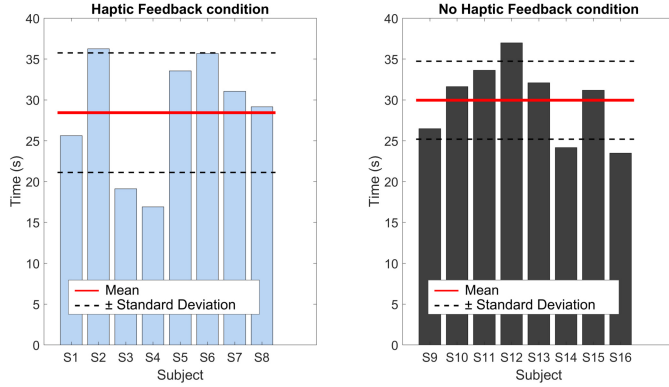 Haptic Feedback condition
40
35
30
25
20
15
10
5
0
Time (s)
Mean
± Standard Deviation
S1 S2 S3 S4 S5 S6 S7 S8
Subject
No Haptic Feedback condition
40
35
30
25
20
15
10
5
0
Time (s)
Mean
± Standard Deviation
S9 S10 S11 S12 S13 S14 S15 S16
Subject